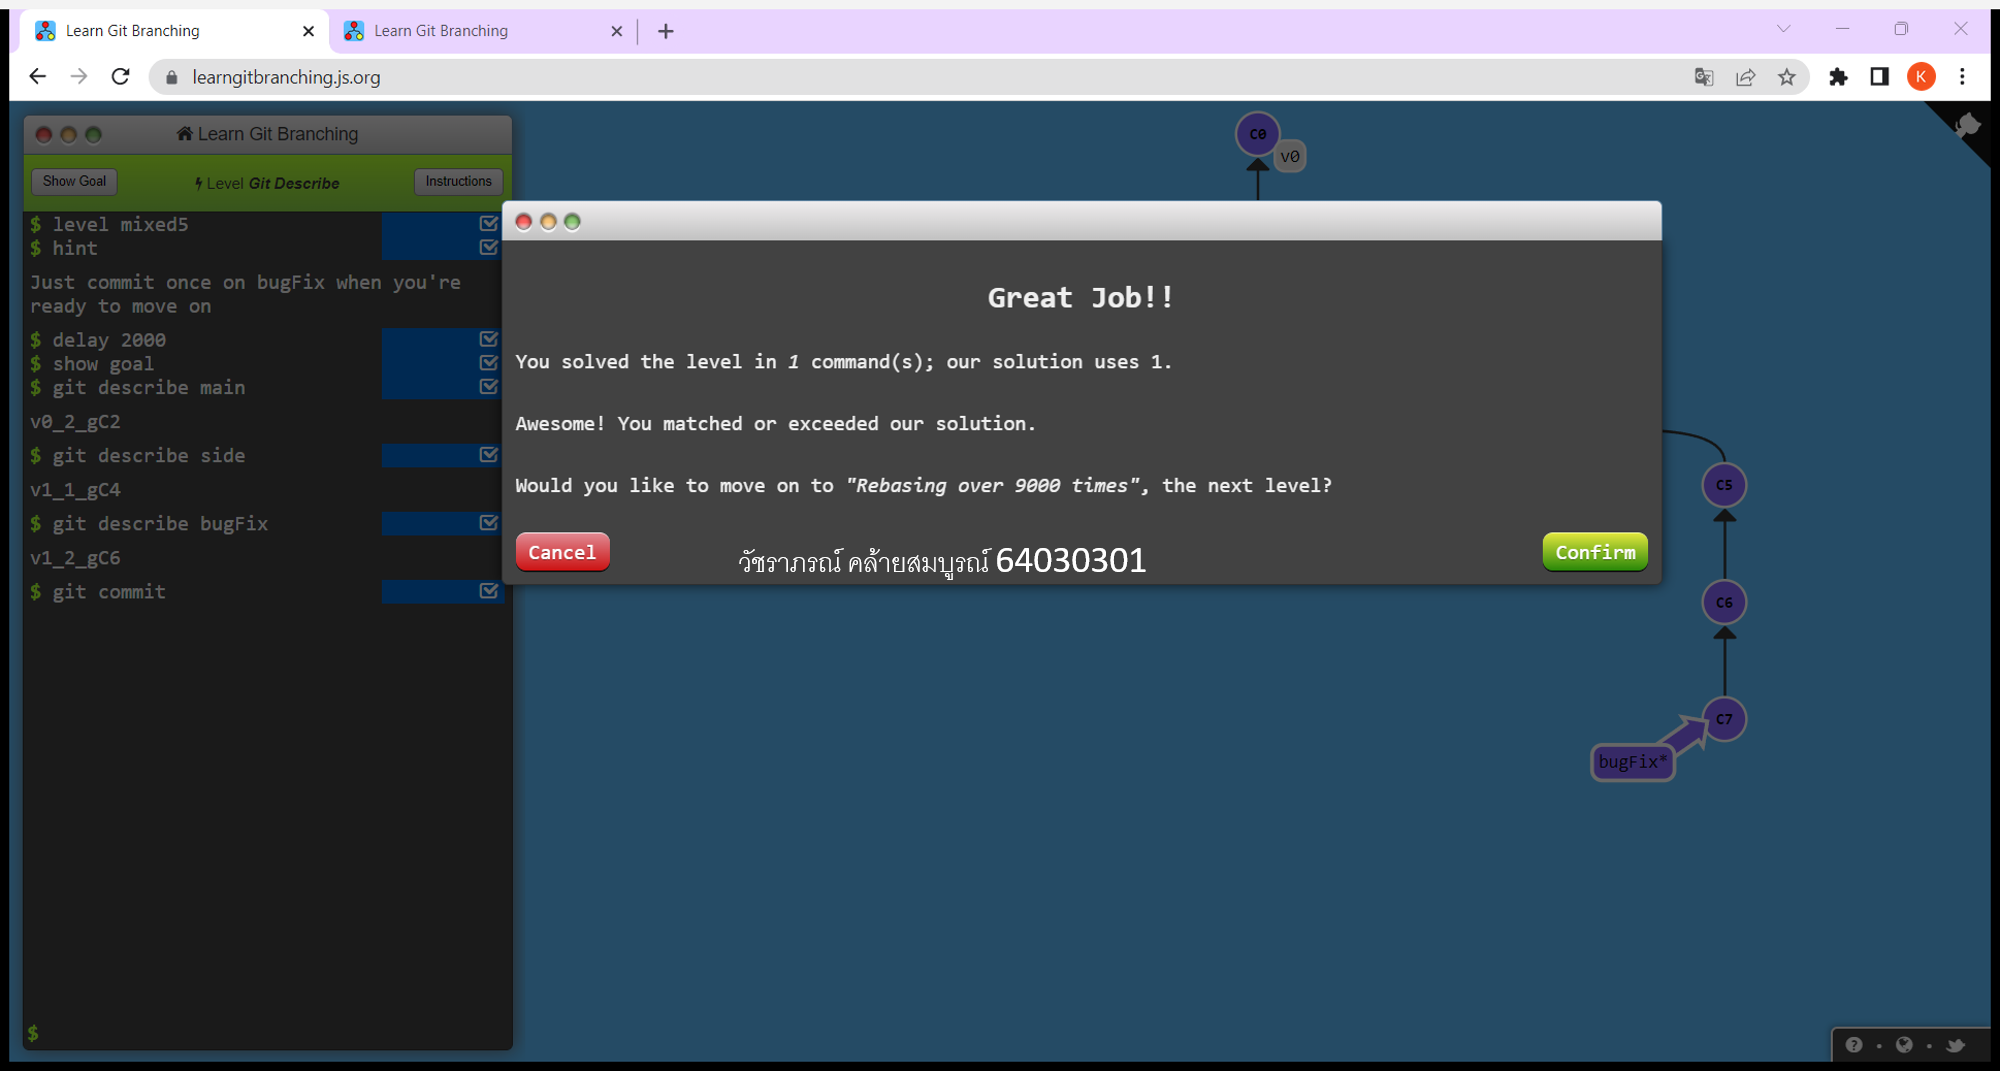 Learn Git Branching
Learn Git Branching
learngitbranching.js.org
K
Learn Git Branching
Show Goal
Level Git Describe
Instructions
$ level mixed5
$ hint
Just commit once on bugFix when you're
ready to move on
$ delay 2000
$ show goal
$ git describe main
v0_2_gC2
$ git describe side
v1_1_gC4
$ git describe bugFix
v1_2_gC6
$ git commit
$
C0
v0
Great Job!!
You solved the level in 1 command(s); our solution uses 1.
Awesome! You matched or exceeded our solution.
Would you like to move on to "Rebasing over 9000 times", the next level?
Cancel
วัชราภรณ์ คล้ายสมบูรณ์ 64030301
Confirm
C5
C6
C7
bugFix*